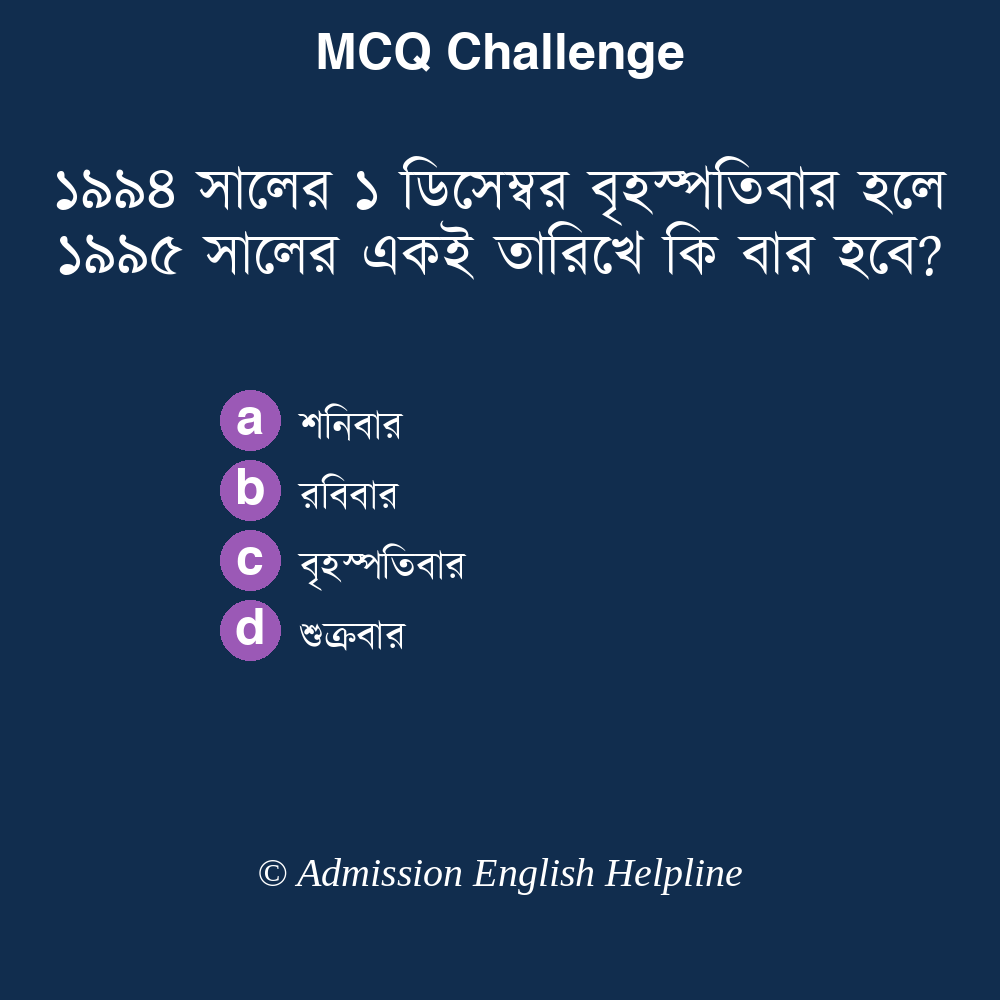 MCQ Challenge
১৯৯৪ সালের ১ ডিসেম্বর বৃহস্পতিবার হলে
১৯৯৫ সালের একই তারিখে কি বার হবে?
a শনিবার
b রবিবার
c বৃহস্পতিবার
d শুক্রবার
© Admission English Helpline